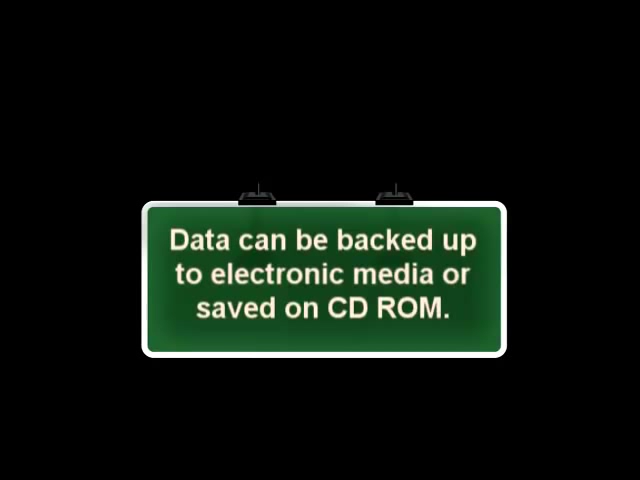 Data can be backed up
to electronic media or
saved on CD ROM.